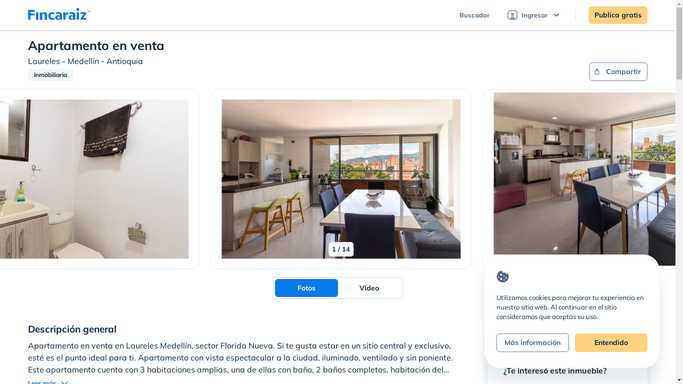 Fincaraiz
Buscador
Ingresar
Publica gratis
Apartamento en venta
Laureles - Medellín - Antioquia
Inmobiliaria
Compartir
1 / 14
Fotos
Video
Utilizamos cookies para mejorar tu experiencia en
nuestro sitio web. Al continuar en el sitio
consideramos que aceptas su uso.
Más información
Entendido
Descripción general
Apartamento en venta en Laureles Medellín, sector Florida Nueva. Si te gusta estar en un sitio central y exclusivo,
esté es el punto ideal para ti. Apartamento con vista espectacular a la ciudad, iluminado, ventilado y sin poniente.
Este apartamento cuenta con 3 habitaciones amplias, una de ellas con baño, 2 baños completos, habitación del...
Leer más
¿Te interesó este inmueble?